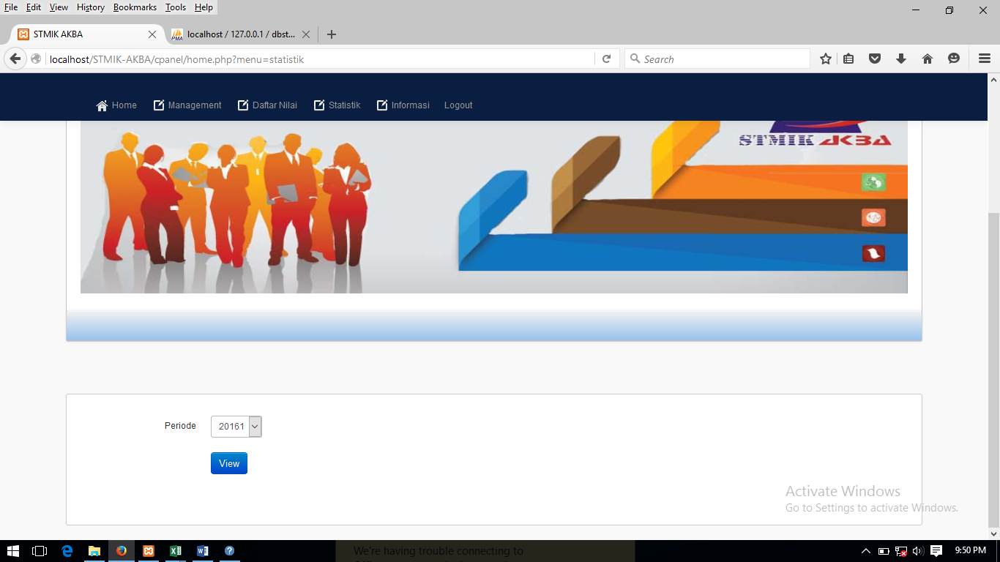 File Edit View History Bookmarks Tools Help
STMIK AKBA
PMA
localhost / 127.0.0.1 / dbst...
localhost/STMIK-AKBA/cpanel/home.php?menu=statistik
Search
Home Management Daftar Nilai Statistik Informasi Logout
STMIK AKBA
Periode 20161
View
Activate Windows
Go to Settings to activate Windows.
We're having trouble connecting to
9:50 PM